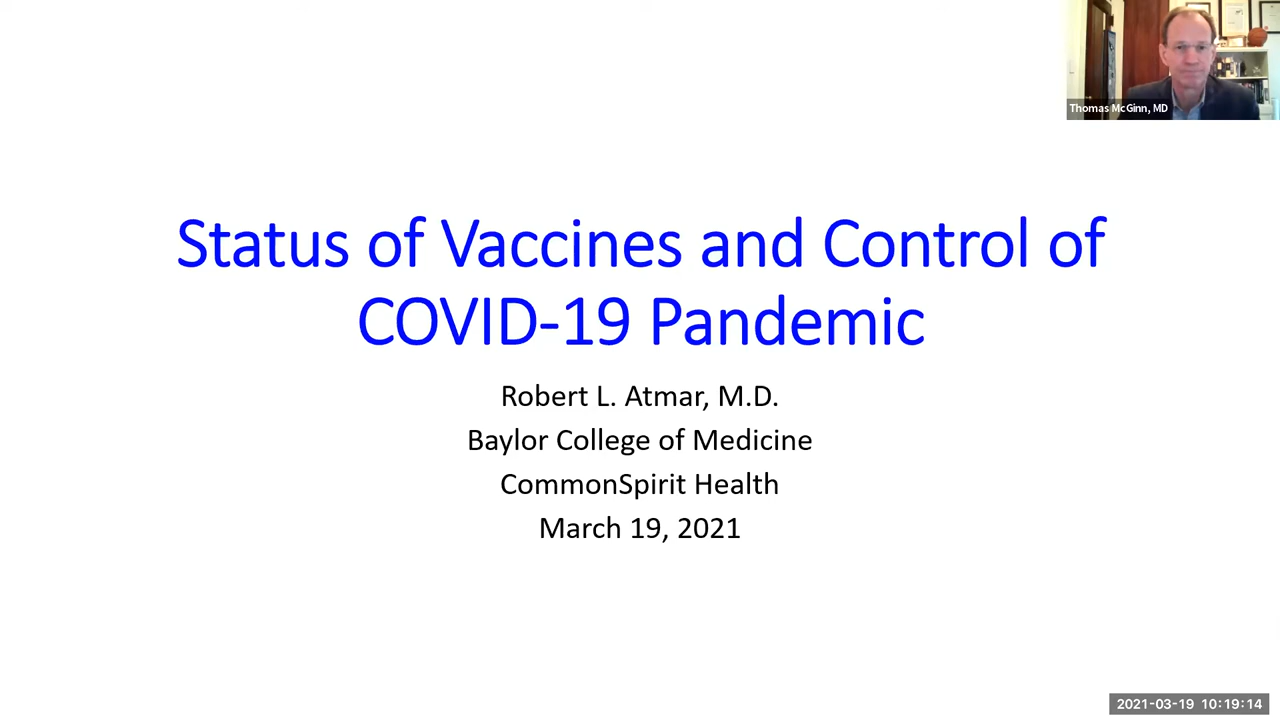 Thomas McGinn, MD
Status of Vaccines and Control of
COVID-19 Pandemic
Robert L. Atmar, M.D.
Baylor College of Medicine
CommonSpirit Health
March 19, 2021
2021-03-19 10:19:14